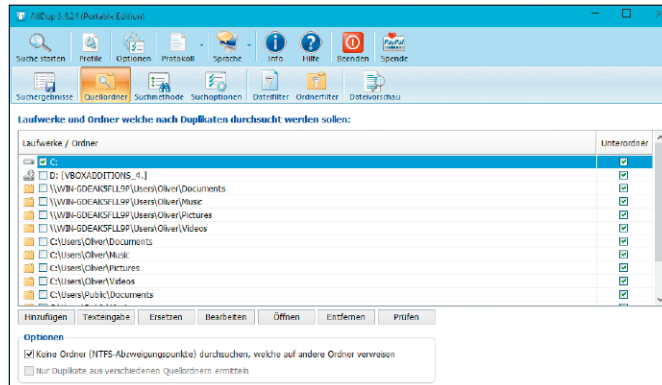 AllDup 3.4.24 (Portable Edition)
Suche starten Profile Optionen Protokoll Sprache Info Hilfe Beenden Spende
Suchergebnisse Quellordner Suchmethode Suchoptionen Dateifilter Ordnerfilter Dateivorschau
Laufwerke und Ordner welche nach Duplikaten durchsucht werden sollen:
Laufwerke / Ordner Unterordner
C:
D: [VBOXADDITIONS_4.]
\\WIN-GDEAK5FLL9P\Users\Oliver\Documents
\\WIN-GDEAK5FLL9P\Users\Oliver\Music
\\WIN-GDEAK5FLL9P\Users\Oliver\Pictures
\\WIN-GDEAK5FLL9P\Users\Oliver\Videos
C:\Users\Oliver\Documents
C:\Users\Oliver\Music
C:\Users\Oliver\Pictures
C:\Users\Oliver\Videos
C:\Users\Public\Documents
Hinzufügen Texteingabe Ersetzen Bearbeiten Öffnen Entfernen Prüfen
Optionen
Keine Ordner (NTFS-Abzweigungspunkte) durchsuchen, welche auf andere Ordner verweisen
Nur Duplikate aus verschiedenen Quellordnern ermitteln